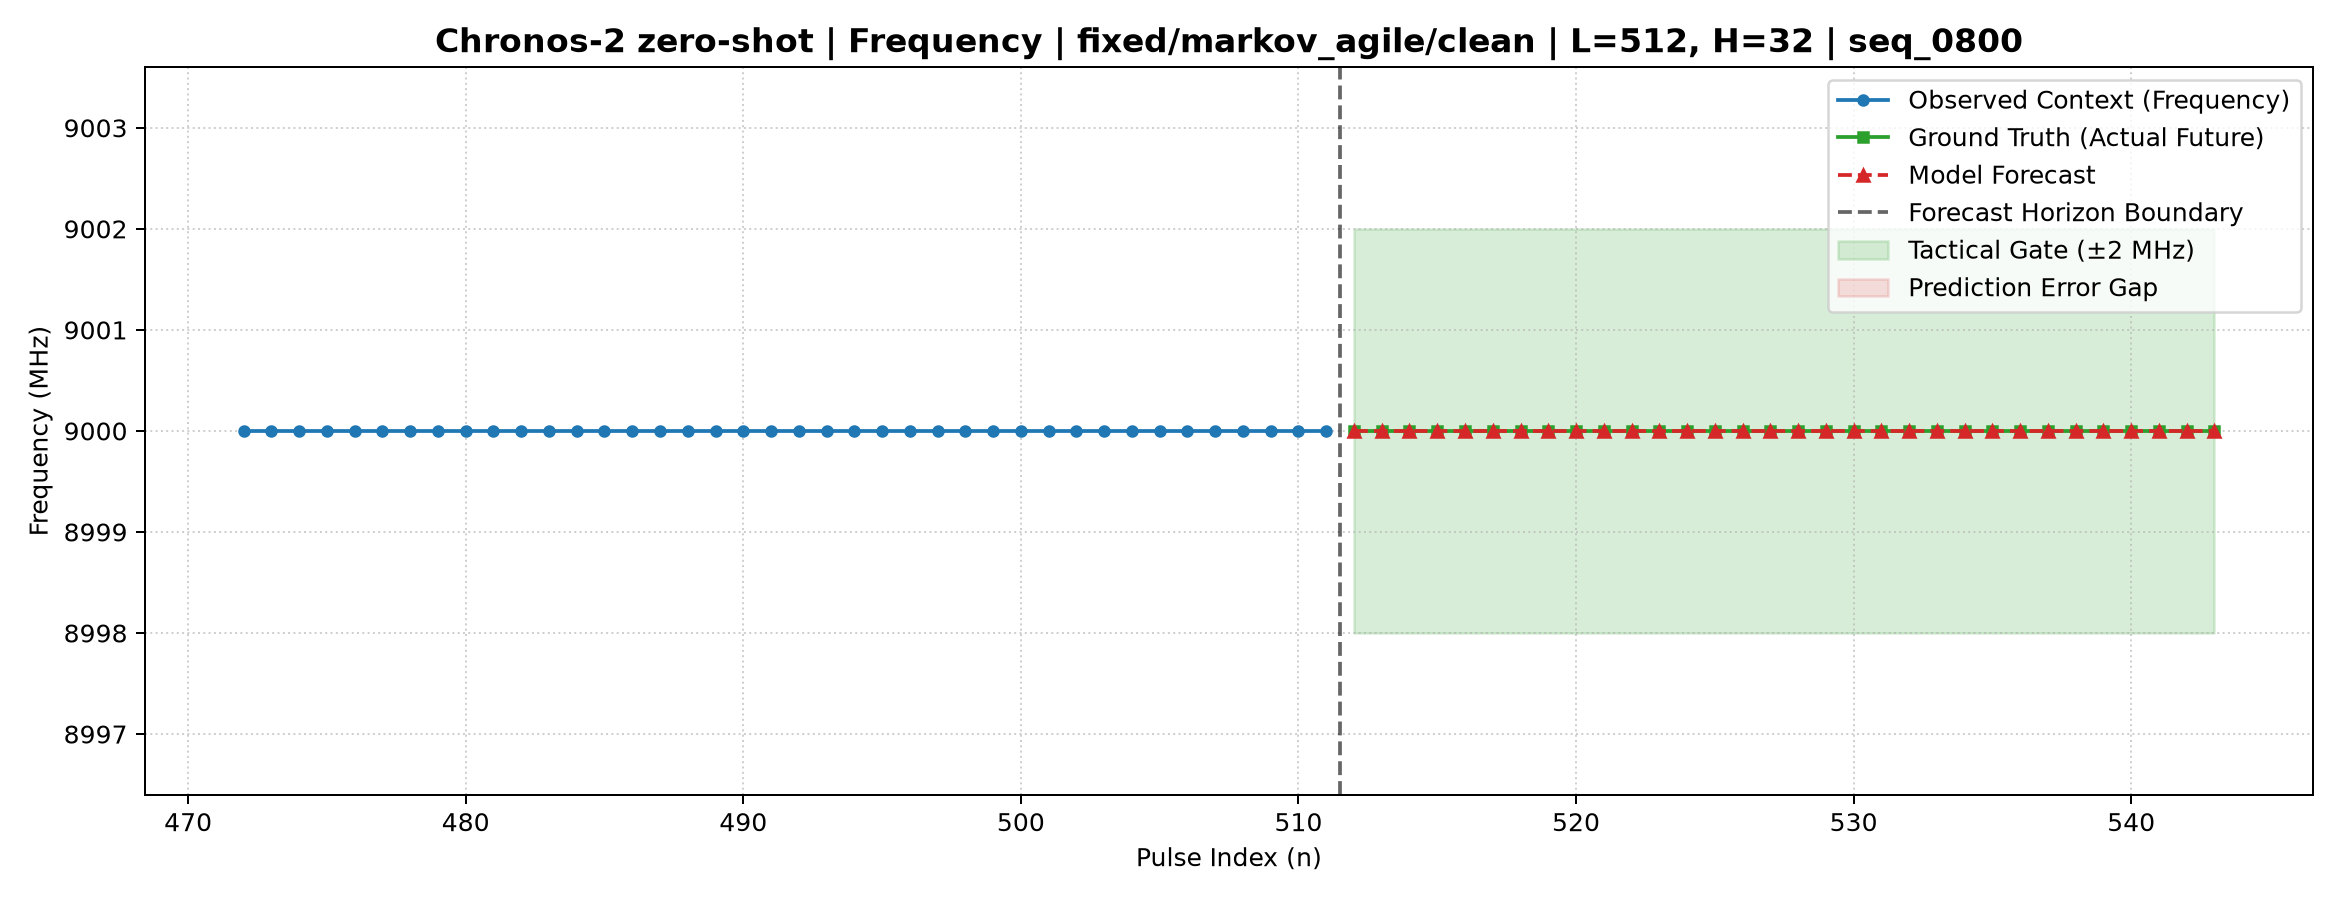 Chronos-2 zero-shot | Frequency | fixed/markov_agile/clean | L=512, H=32 | seq_0800
Frequency (MHz)
9003
9002
9001
9000
8999
8998
8997
Observed Context (Frequency)
Ground Truth (Actual Future)
Model Forecast
Forecast Horizon Boundary
Tactical Gate (±2 MHz)
Prediction Error Gap
470 480 490 500 510 520 530 540
Pulse Index (n)